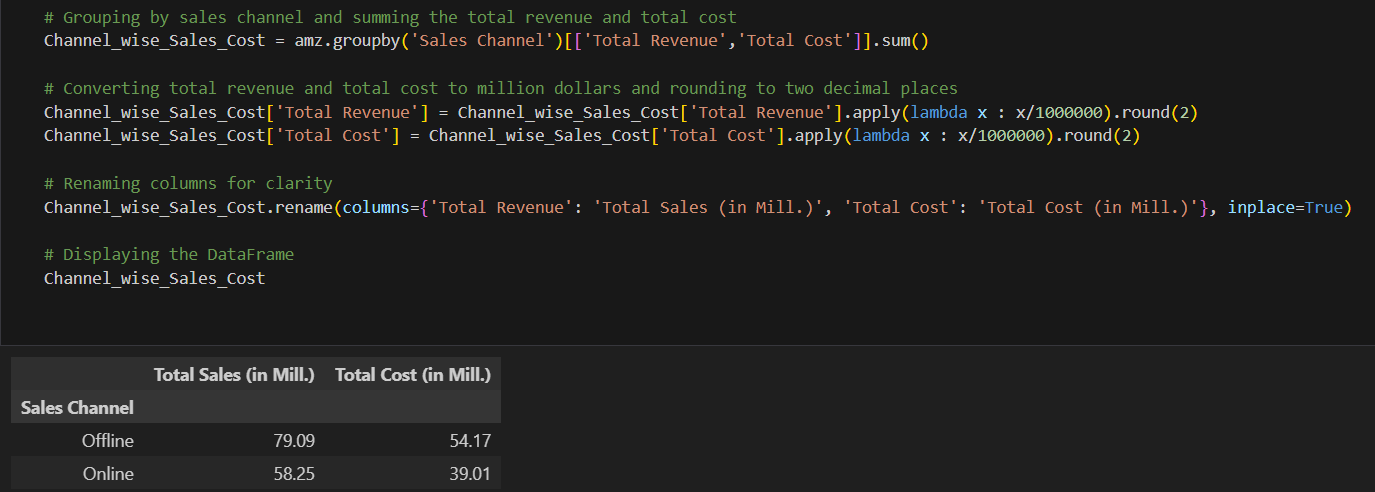 # Grouping by sales channel and summing the total revenue and total cost
Channel_wise_Sales_Cost = amz.groupby('Sales Channel')[['Total Revenue','Total Cost']].sum()
# Converting total revenue and total cost to million dollars and rounding to two decimal places
Channel_wise_Sales_Cost['Total Revenue'] = Channel_wise_Sales_Cost['Total Revenue'].apply(lambda x : x/1000000).round(2)
Channel_wise_Sales_Cost['Total Cost'] = Channel_wise_Sales_Cost['Total Cost'].apply(lambda x : x/1000000).round(2)
# Renaming columns for clarity
Channel_wise_Sales_Cost.rename(columns={'Total Revenue': 'Total Sales (in Mill.)', 'Total Cost': 'Total Cost (in Mill.)'}, inplace=True)
# Displaying the DataFrame
Channel_wise_Sales_Cost
Total Sales (in Mill.) Total Cost (in Mill.)
Sales Channel
Offline 79.09 54.17
Online 58.25 39.01